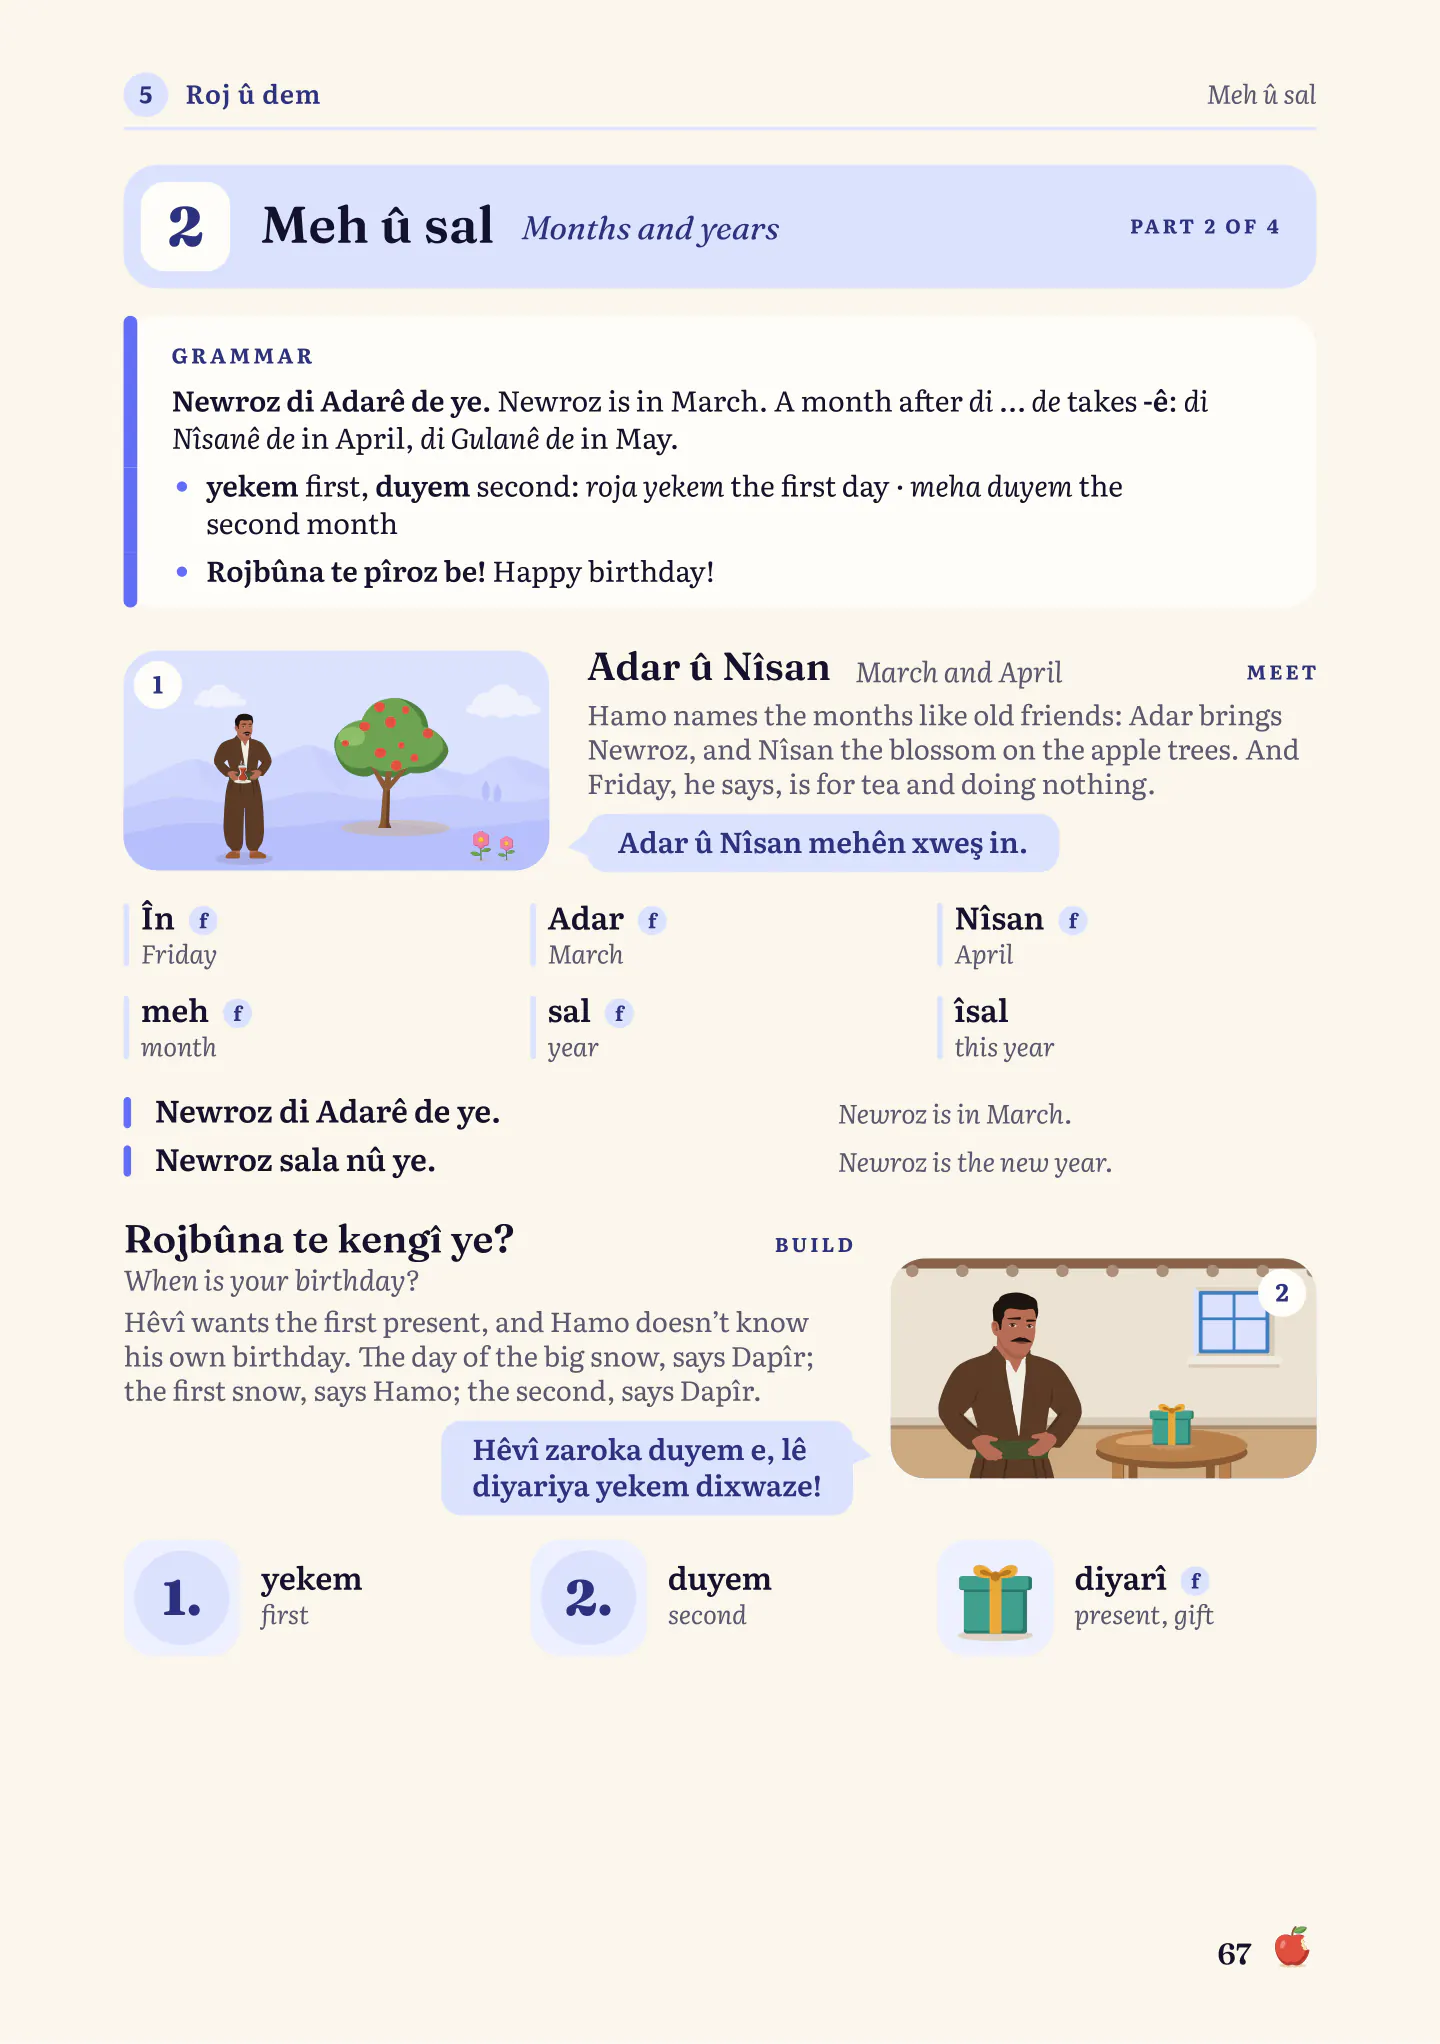 5 Roj û dem
Meh û sal
2 Meh û sal Months and years PART 2 OF 4
GRAMMAR
Newroz di Adarê de ye. Newroz is in March. A month after di … de takes -ê: di
Nîsanê de in April, di Gulanê de in May.
• yekem first, duyem second: roja yekem the first day · meha duyem the
second month
• Rojbûna te pîroz be! Happy birthday!
1
Adar û Nîsan March and April MEET
Hamo names the months like old friends: Adar brings
Newroz, and Nîsan the blossom on the apple trees. And
Friday, he says, is for tea and doing nothing.
Adar û Nîsan mehên xweş in.
În f
Friday
Adar f
March
Nîsan f
April
meh f
month
sal f
year
îsal
this year
Newroz di Adarê de ye. Newroz is in March.
Newroz sala nû ye. Newroz is the new year.
Rojbûna te kengî ye? BUILD
When is your birthday?
Hêvî wants the first present, and Hamo doesn’t know
his own birthday. The day of the big snow, says Dapîr;
the first snow, says Hamo; the second, says Dapîr.
Hêvî zaroka duyem e, lê
diyariya yekem dixwaze!
2
1. yekem
first
2. duyem
second
diyarî f
present, gift
67